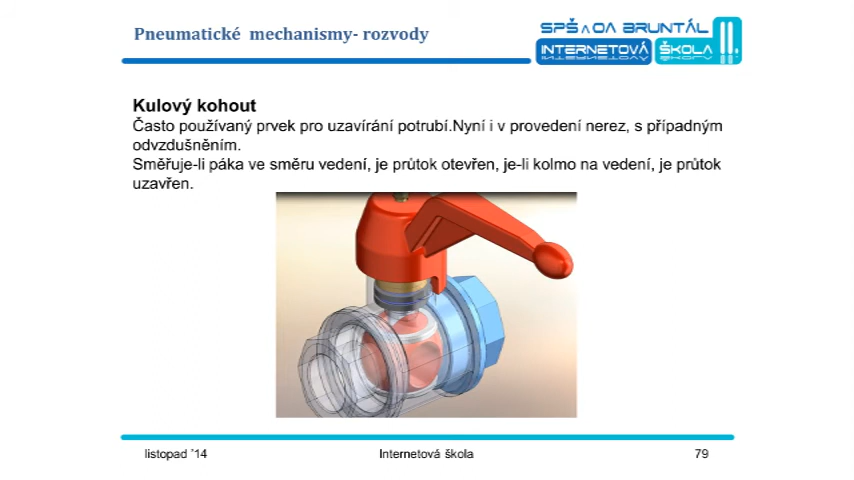 Pneumatické mechanismy- rozvody
SPŠ A OA BRUNTÁL
INTERNETOVÁ ŠKOLA
Kulový kohout
Často používaný prvek pro uzavírání potrubí.Nyní i v provedení nerez, s případným
odvzdušněním.
Směřuje-li páka ve směru vedení, je průtok otevřen, je-li kolmo na vedení, je průtok
uzavřen.
listopad ’14
Internetová škola
79